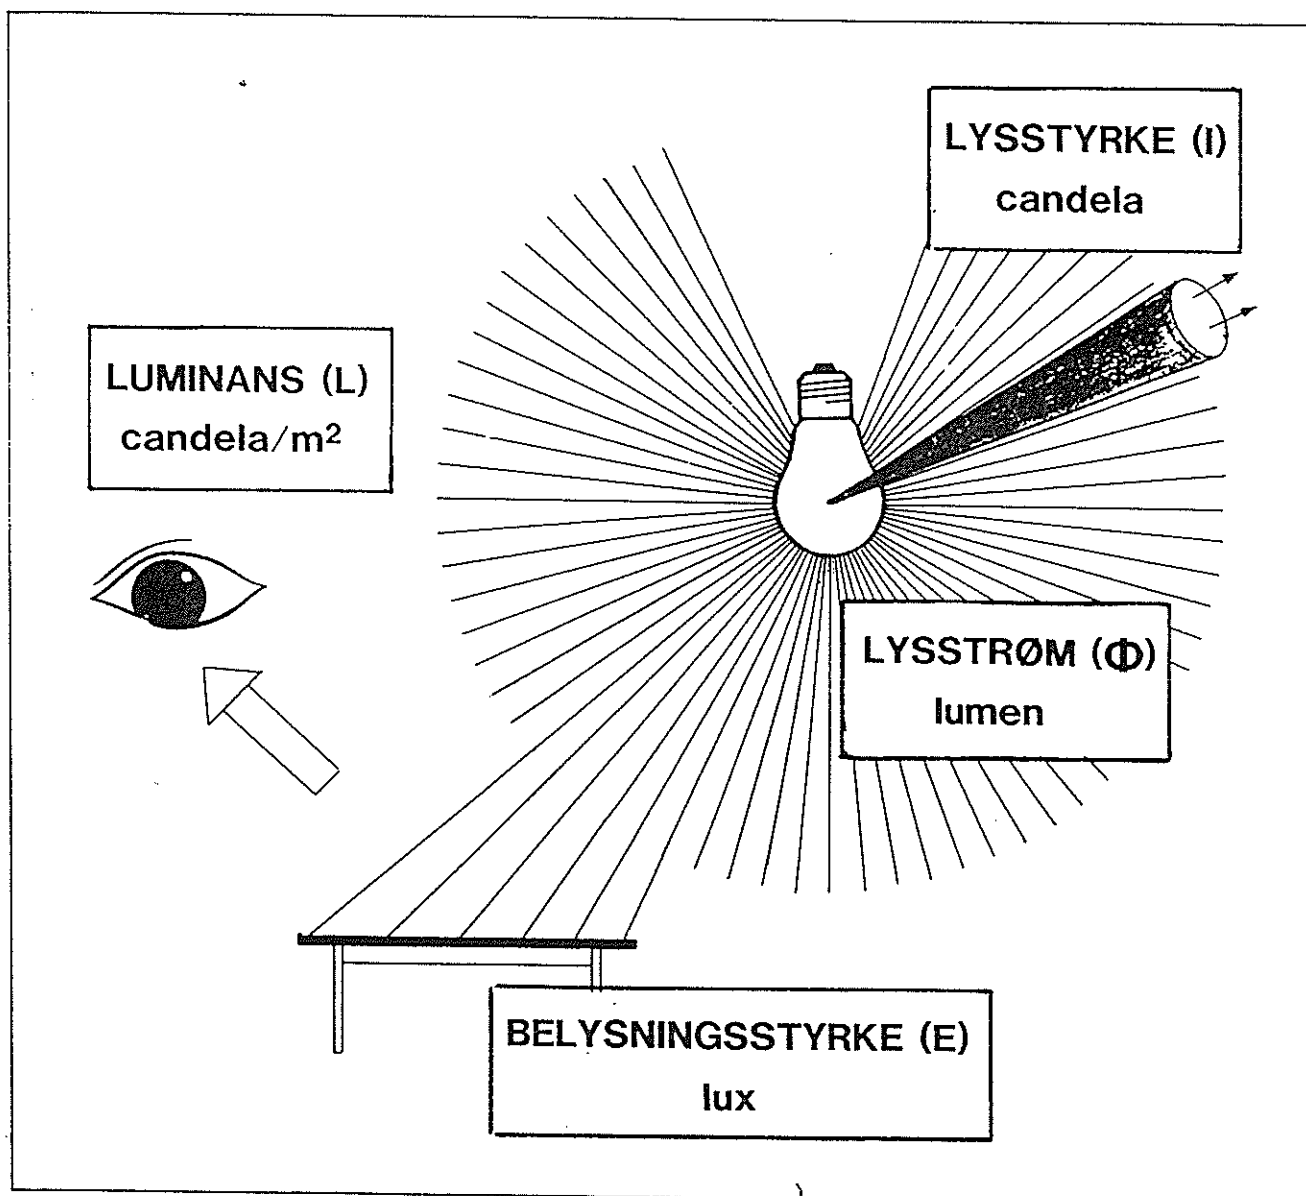 LYSSTYRKE (I)
candela
LUMINANS (L)
candela/m²
LYSSTRØM (Φ)
lumen
BELYSNINGSSTYRKE (E)
lux